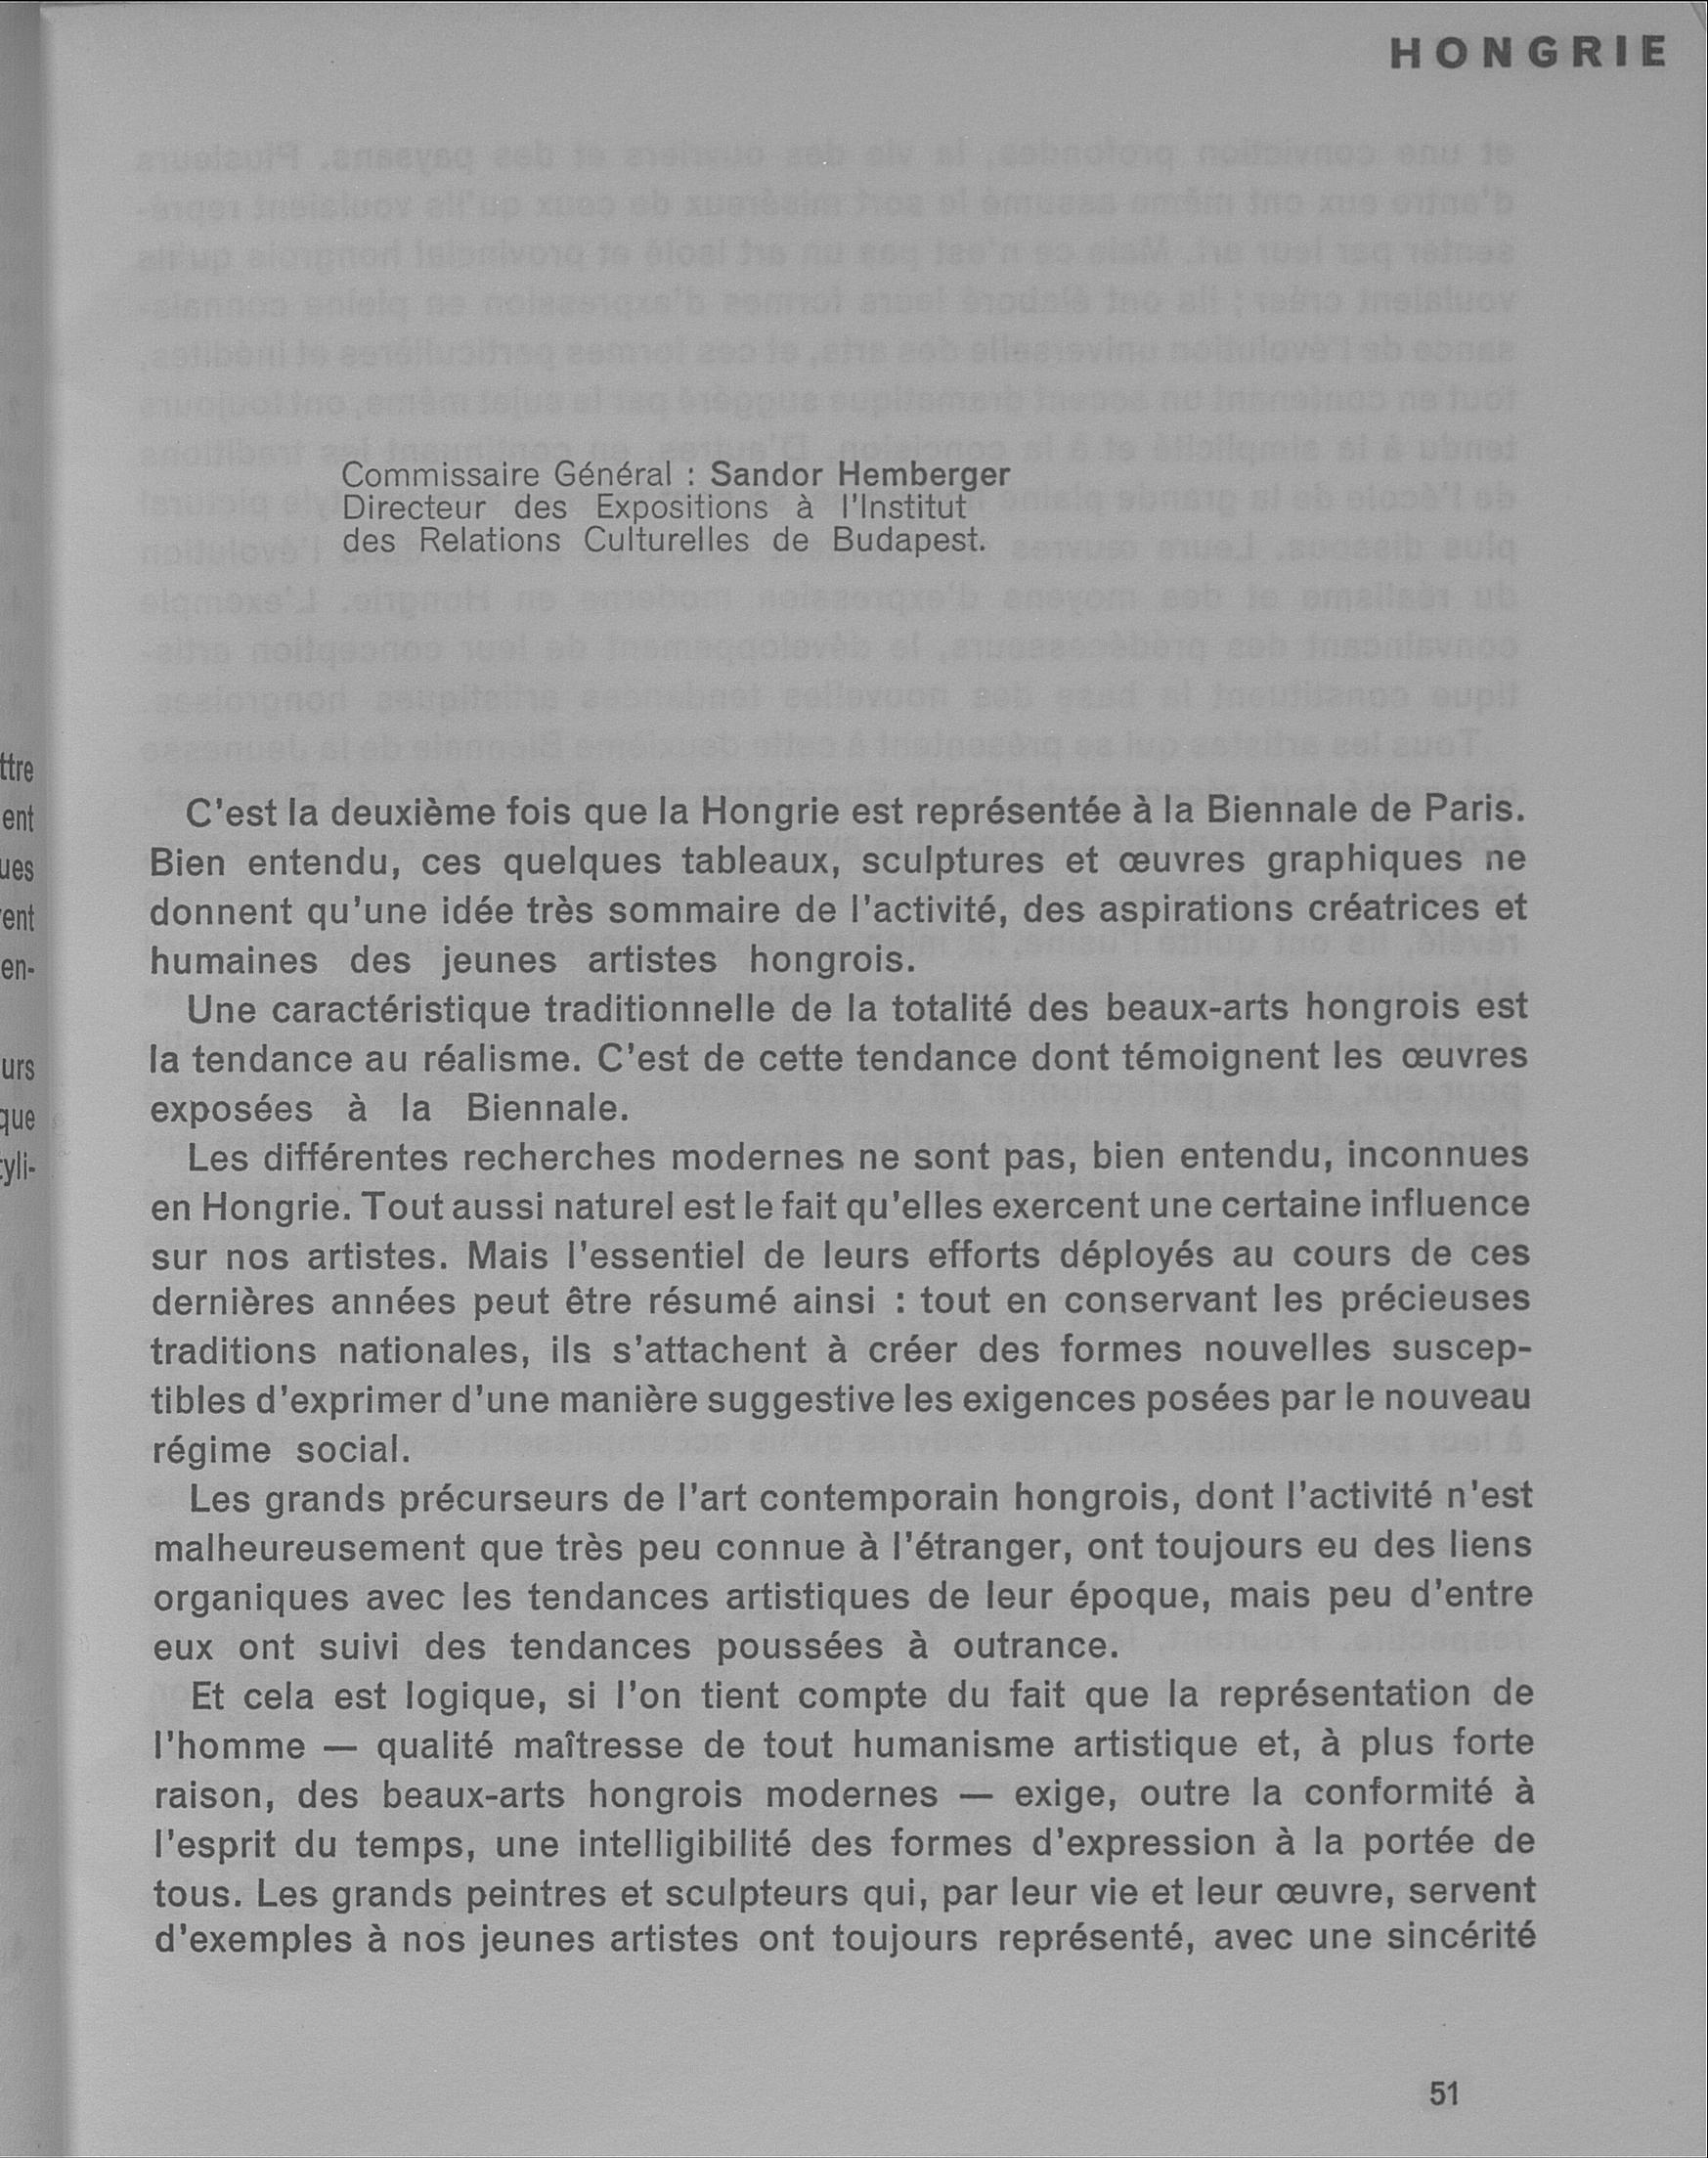 HONGRIE
Commissaire Général : Sandor Hemberger
Directeur des Expositions à l'Institut
des Relations Culturelles de Budapest.
C'est la deuxième fois que la Hongrie est représentée à la Biennale de Paris.
Bien entendu, ces quelques tableaux, sculptures et œuvres graphiques ne
donnent qu'une idée très sommaire de l'activité, des aspirations créatrices et
humaines des jeunes artistes hongrois.
Une caractéristique traditionnelle de la totalité des beaux-arts hongrois est
la tendance au réalisme. C'est de cette tendance dont témoignent les œuvres
exposées à la Biennale.
Les différentes recherches modernes ne sont pas, bien entendu, inconnues
en Hongrie. Tout aussi naturel est le fait qu'elles exercent une certaine influence
sur nos artistes. Mais l'essentiel de leurs efforts déployés au cours de ces
dernières années peut être résumé ainsi : tout en conservant les précieuses
traditions nationales, ils s'attachent à créer des formes nouvelles suscep-
tibles d'exprimer d'une manière suggestive les exigences posées par le nouveau
régime social.
Les grands précurseurs de l'art contemporain hongrois, dont l'activité n'est
malheureusement que très peu connue à l'étranger, ont toujours eu des liens
organiques avec les tendances artistiques de leur époque, mais peu d'entre
eux ont suivi des tendances poussées à outrance.
Et cela est logique, si l'on tient compte du fait que la représentation de
l'homme — qualité maîtresse de tout humanisme artistique et, à plus forte
raison, des beaux-arts hongrois modernes — exige, outre la conformité à
l'esprit du temps, une intelligibilité des formes d'expression à la portée de
tous. Les grands peintres et sculpteurs qui, par leur vie et leur œuvre, servent
d'exemples à nos jeunes artistes ont toujours représenté, avec une sincérité
51